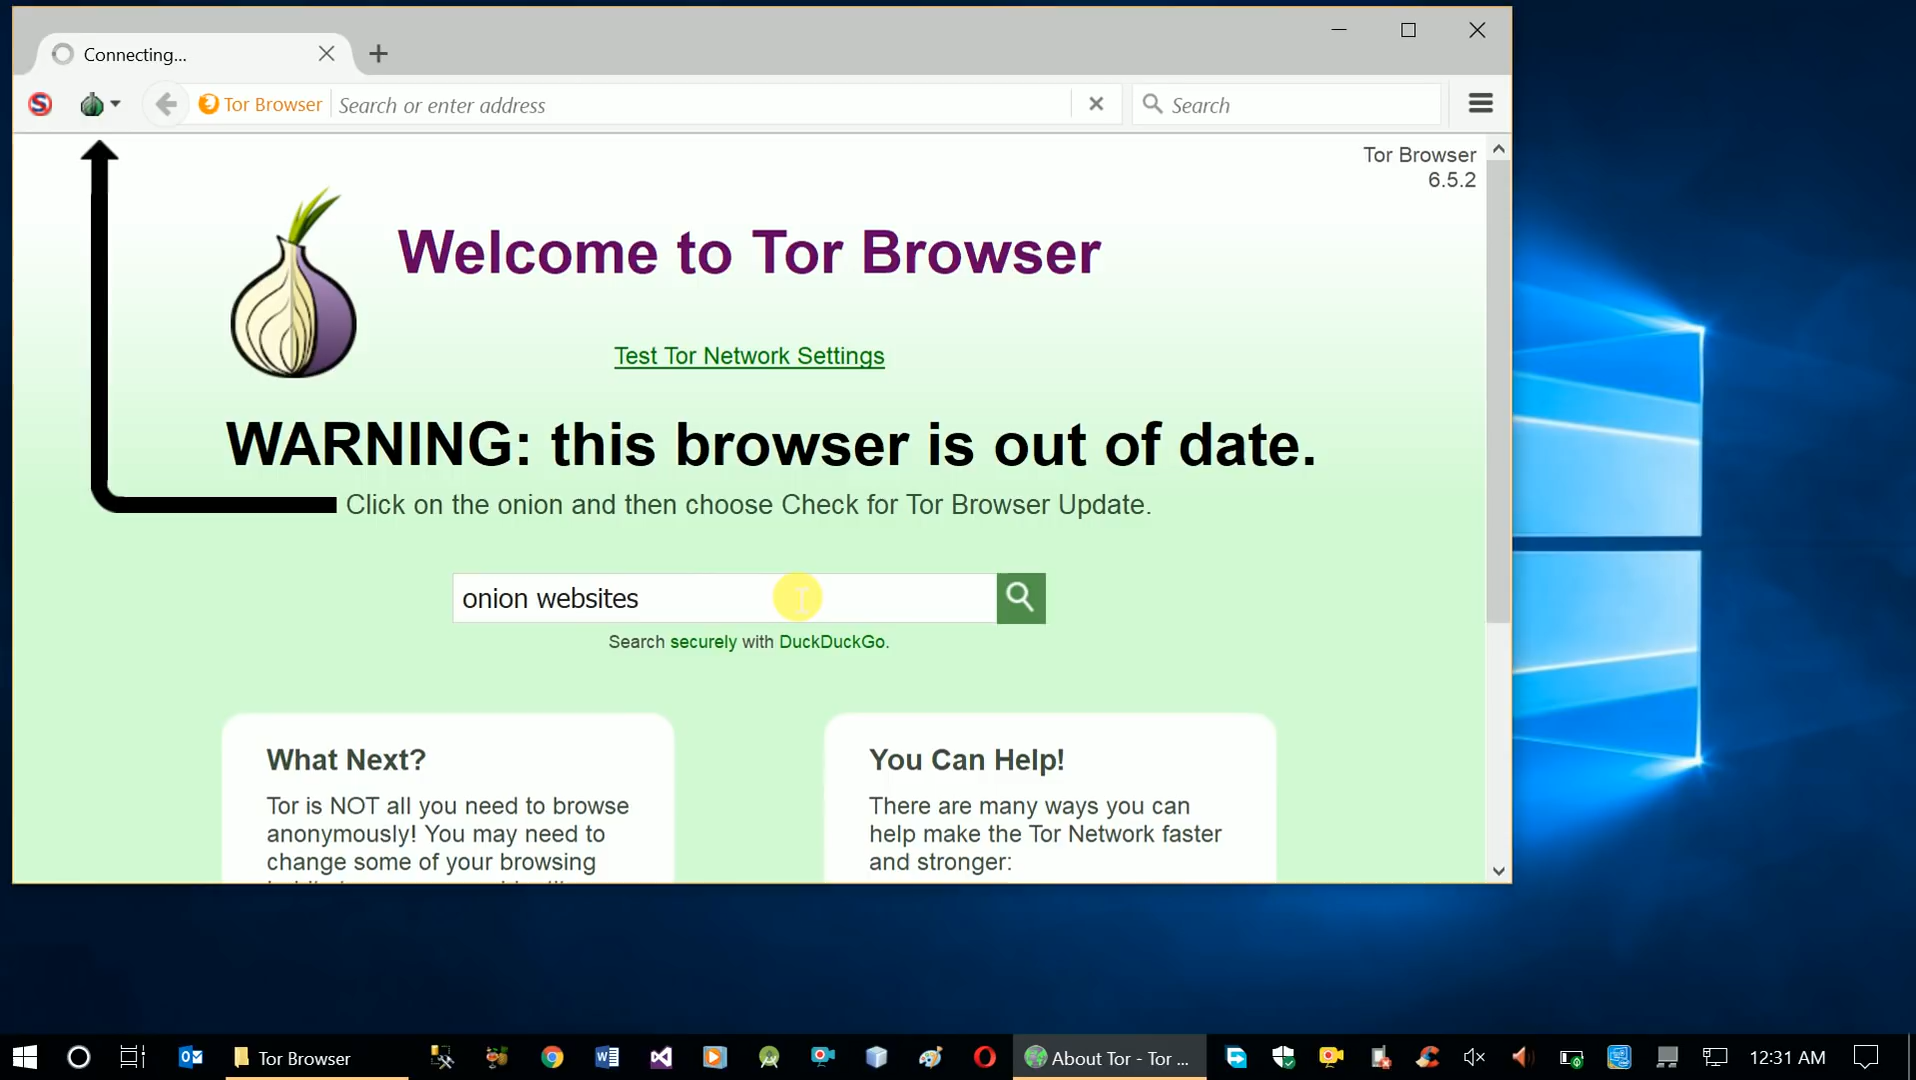 Connecting...
Tor Browser
Search or enter address
Search
Tor Browser
6.5.2
Welcome to Tor Browser
Test Tor Network Settings
WARNING: this browser is out of date.
Click on the onion and then choose Check for Tor Browser Update.
onion websites
Search securely with DuckDuckGo.
What Next?
Tor is NOT all you need to browse
anonymously! You may need to
change some of your browsing
You Can Help!
There are many ways you can
help make the Tor Network faster
and stronger:
Tor Browser
About Tor - Tor ...
12:31 AM